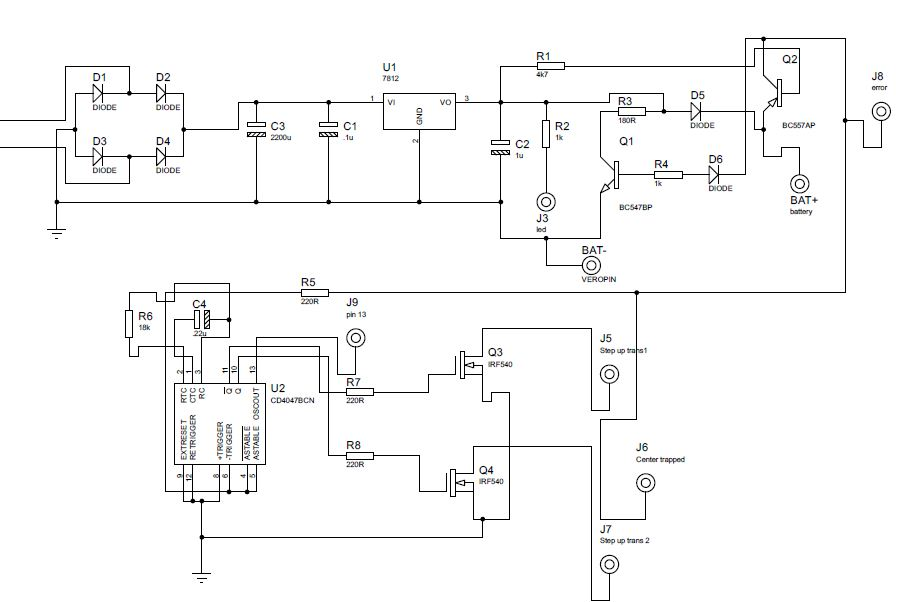 D1
DIODE
D2
DIODE
D3
DIODE
D4
DIODE
C3
2200u
C1
.1u
U1
7812
1
VI
VO
3
GND
2
C2
1u
R1
4k7
R2
1k
J3
led
R3
180R
Q1
BC547BP
R4
1k
D5
DIODE
D6
DIODE
Q2
BC557AP
J8
error
BAT+
battery
BAT-
VEROPIN
R5
220R
J9
pin 13
R6
18k
C4
.22u
2
1
3
11
10
13
RTC
CTC
RC
Q
Q
OSCOUT
U2
CD4047BCN
EXTRESET
RETRIGGER
+TRIGGER
-TRIGGER
ASTABLE
ASTABLE
9
12
8
6
4
5
R7
220R
R8
220R
Q3
IRF540
Q4
IRF540
J5
Step up trans1
J6
Center trapped
J7
Step up trans 2